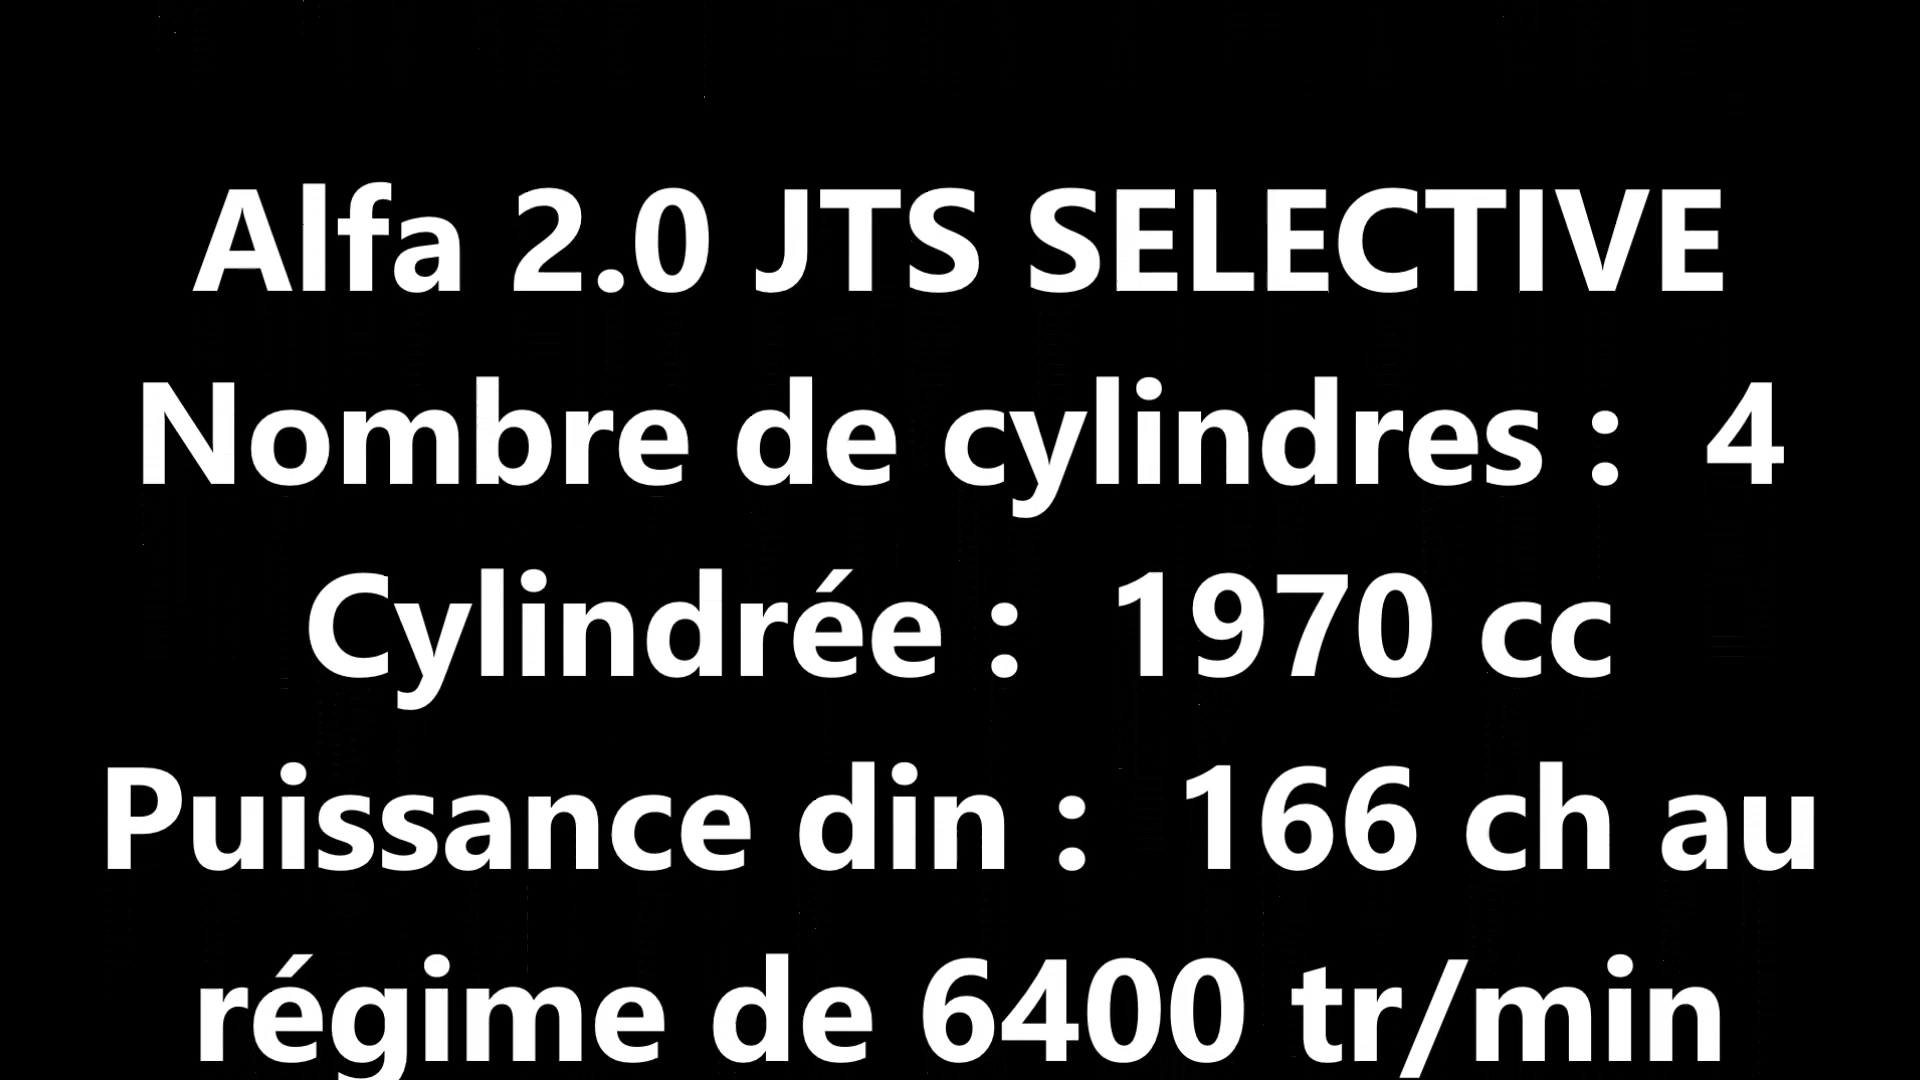 Alfa 2.0 JTS SELECTIVE
Nombre de cylindres :  4
Cylindrée :  1970 cc
Puissance din :  166 ch au
régime de 6400 tr/min